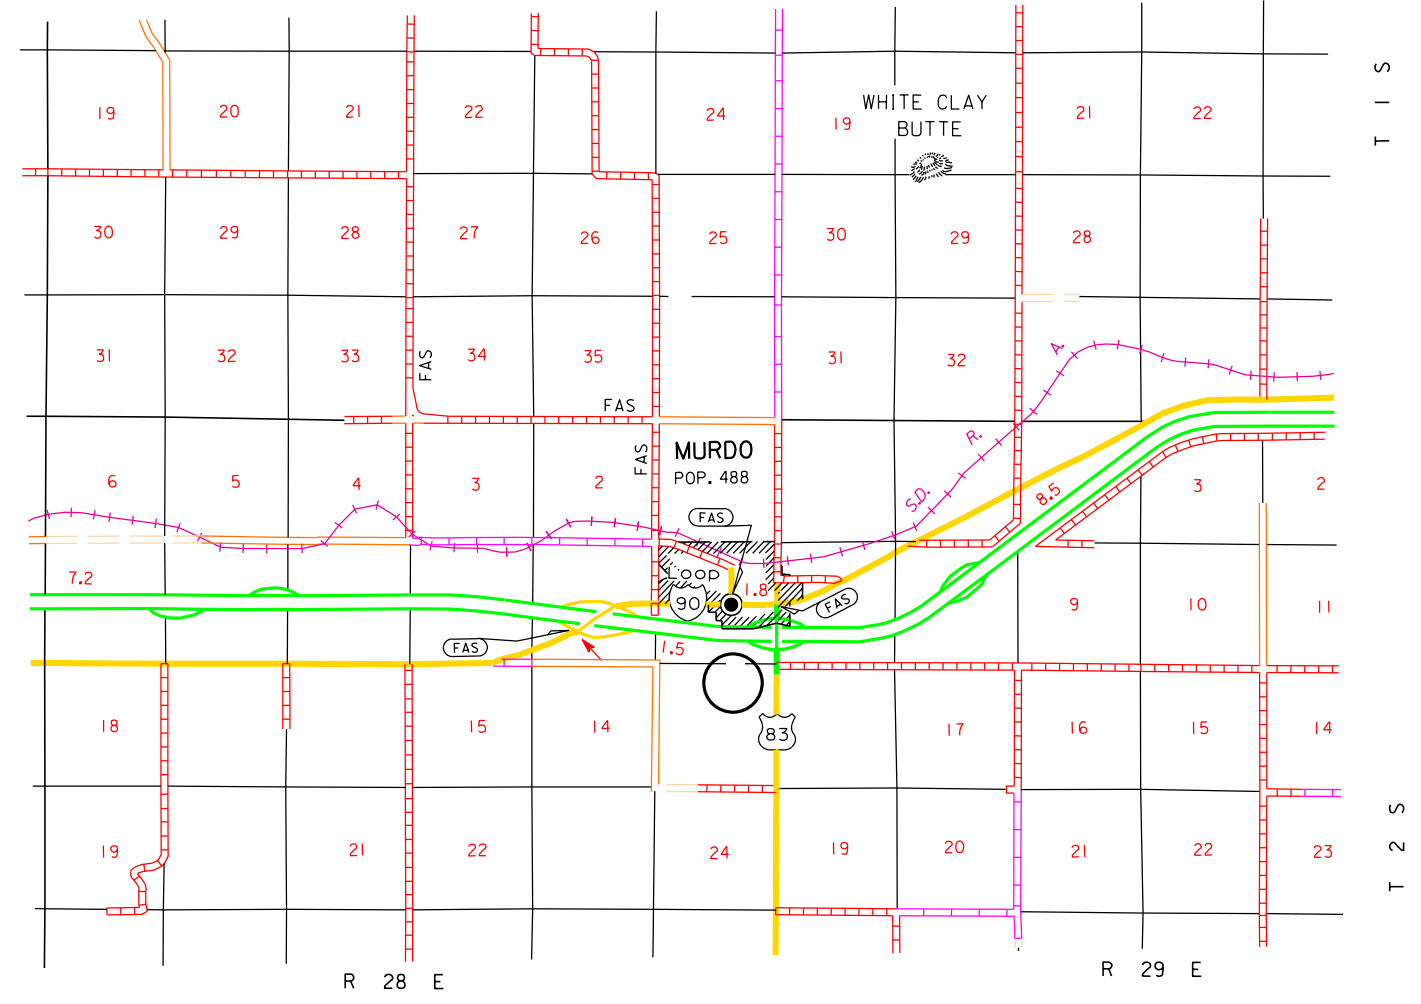 19 20 21 22 24 19 WHITE CLAY 21 22
BUTTE
T 1 S
30 29 28 27 26 25 30 29 28
31 32 33 FAS 34 35 31 32 A.
FAS
6 5 4 3 FAS 2 MURDO R. 3 2
POP. 488 S.D. 8.5
FAS
7.2 LOOP 1.8
90 FAS 9 10 11
FAS 1.5
18 15 14 83 17 16 15 14
19 21 22 24 19 20 21 22 23
T 2 S
R 28 E R 29 E